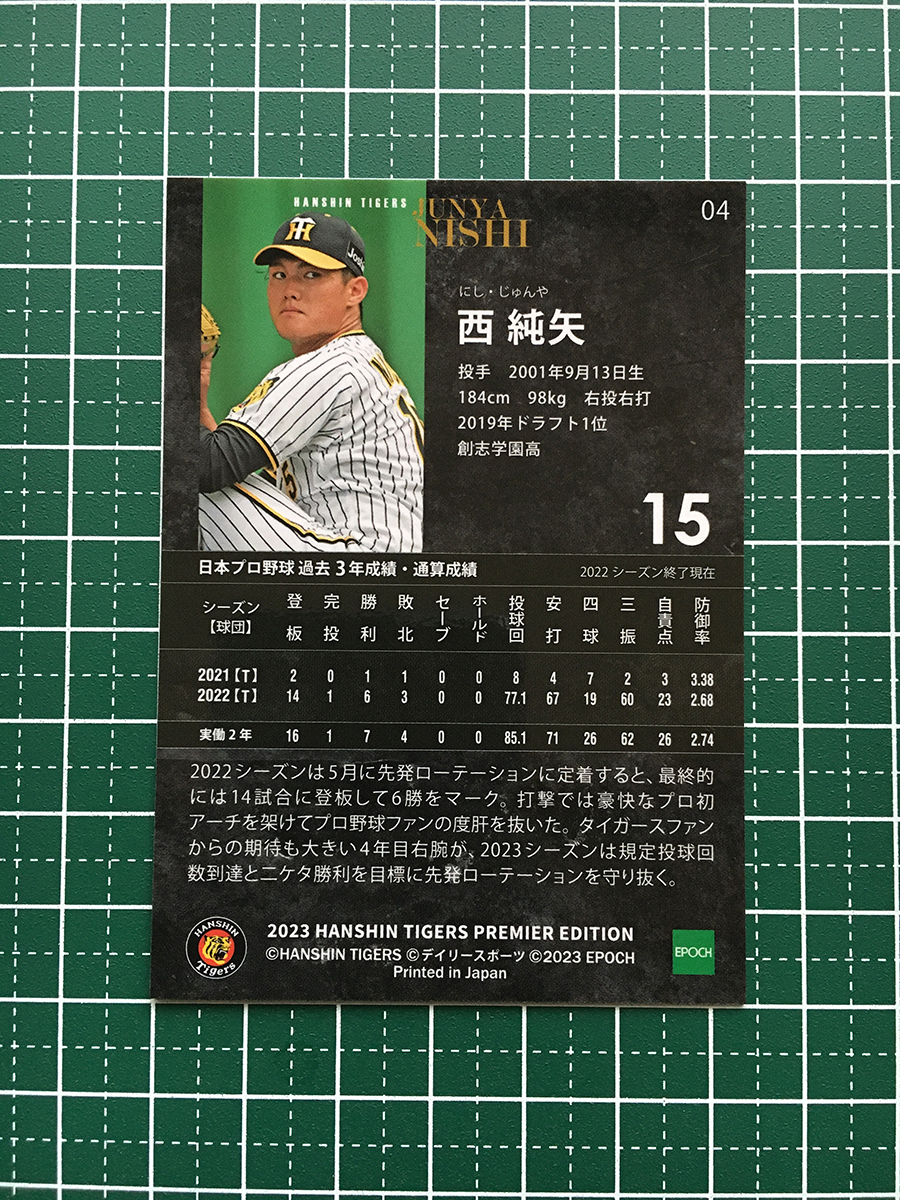 HANSHIN TIGERS
JUNYA
NISHI
04
にし・じゅんや
西 純矢
投手 2001年9月13日生
184cm 98kg 右投右打
2019年ドラフト1位
創志学園高
15
日本プロ野球 過去 3 年成績・通算成績 2022 シーズン終了現在
シーズン【球団】 登板 完投 勝利 敗北 セーブ ホールド 投球回 安打 四球 三振 自責点 防御率
2021【T】 2 0 1 1 0 0 8 4 7 2 3 3.38
2022【T】 14 1 6 3 0 0 77.1 67 19 60 23 2.68
実働 2 年 16 1 7 4 0 0 85.1 71 26 62 26 2.74
2022シーズンは5月に先発ローテーションに定着すると、最終的
には14試合に登板して6勝をマーク。打撃では豪快なプロ初
アーチを架けてプロ野球ファンの度肝を抜いた。タイガースファン
からの期待も大きい4年目右腕が、2023シーズンは規定投球回
数到達と二ケタ勝利を目標に先発ローテーションを守り抜く。
HANSHIN
Tigers
2023 HANSHIN TIGERS PREMIER EDITION
©HANSHIN TIGERS ©デイリースポーツ ©2023 EPOCH
Printed in Japan
EPOCH